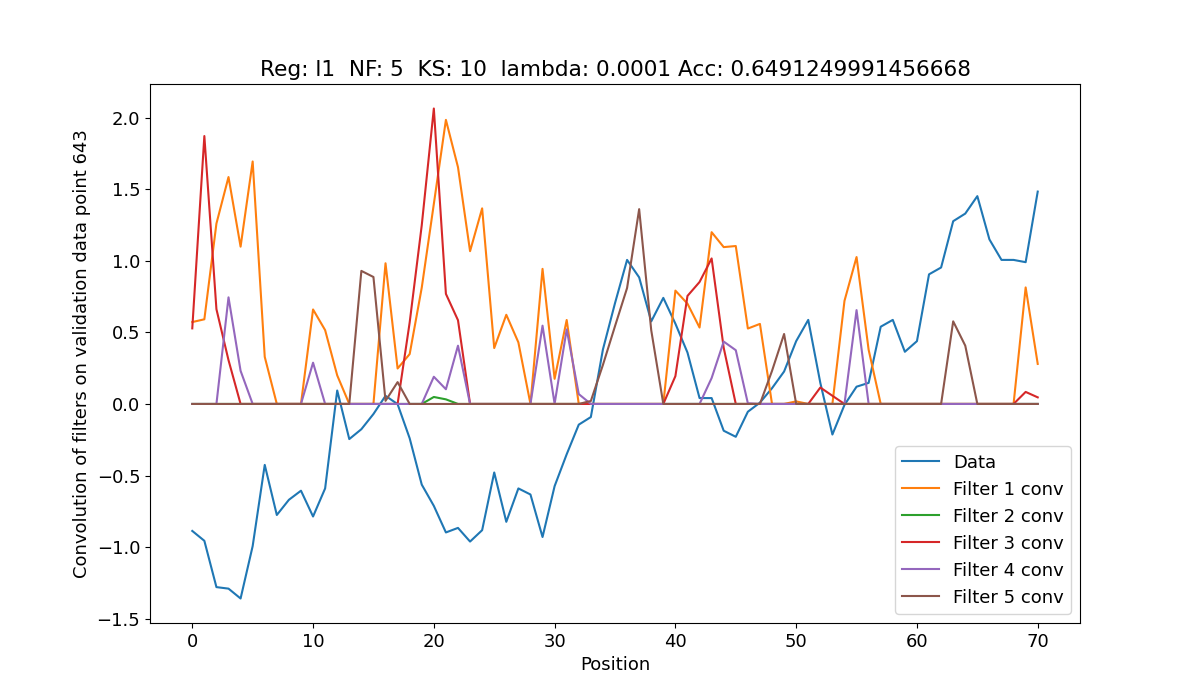 Reg: l1  NF: 5  KS: 10  lambda: 0.0001 Acc: 0.6491249991456668
Convolution of filters on validation data point 643
2.0
1.5
1.0
0.5
0.0
−0.5
−1.0
−1.5
Data
Filter 1 conv
Filter 2 conv
Filter 3 conv
Filter 4 conv
Filter 5 conv
0 10 20 30 40 50 60 70
Position